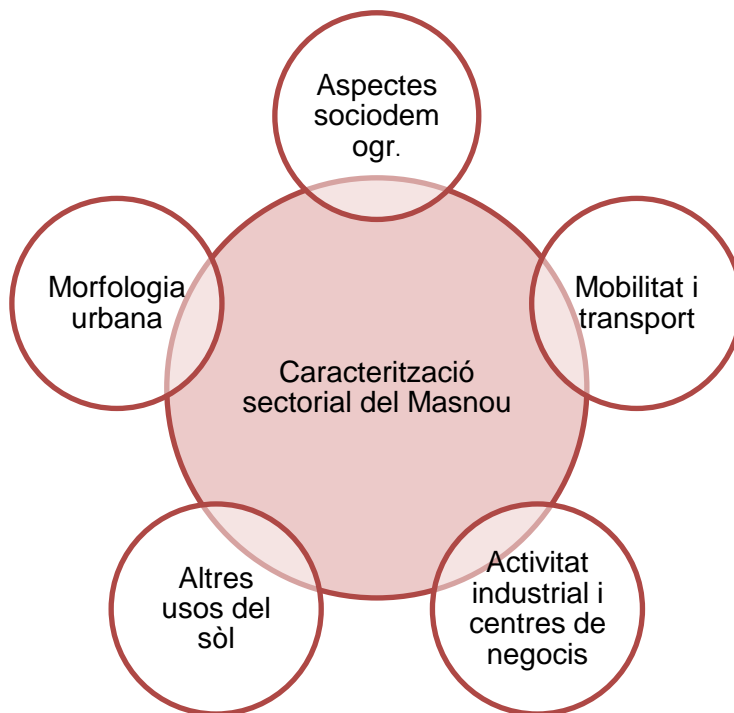 Aspectes
sociodem
ogr.
Morfologia
urbana
Mobilitat i
transport
Caracterització
sectorial del Masnou
Altres
usos del
sòl
Activitat
industrial i
centres de
negocis